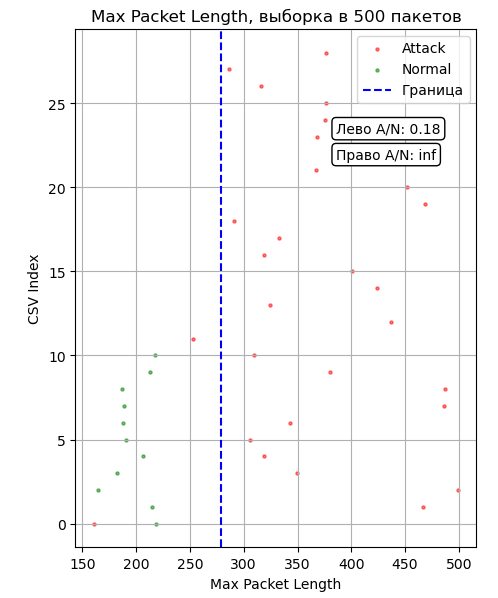 Max Packet Length, выборка в 500 пакетов
Attack
Normal
Граница
Лево A/N: 0.18
Право A/N: inf
CSV Index
25
20
15
10
5
0
150 200 250 300 350 400 450 500
Max Packet Length